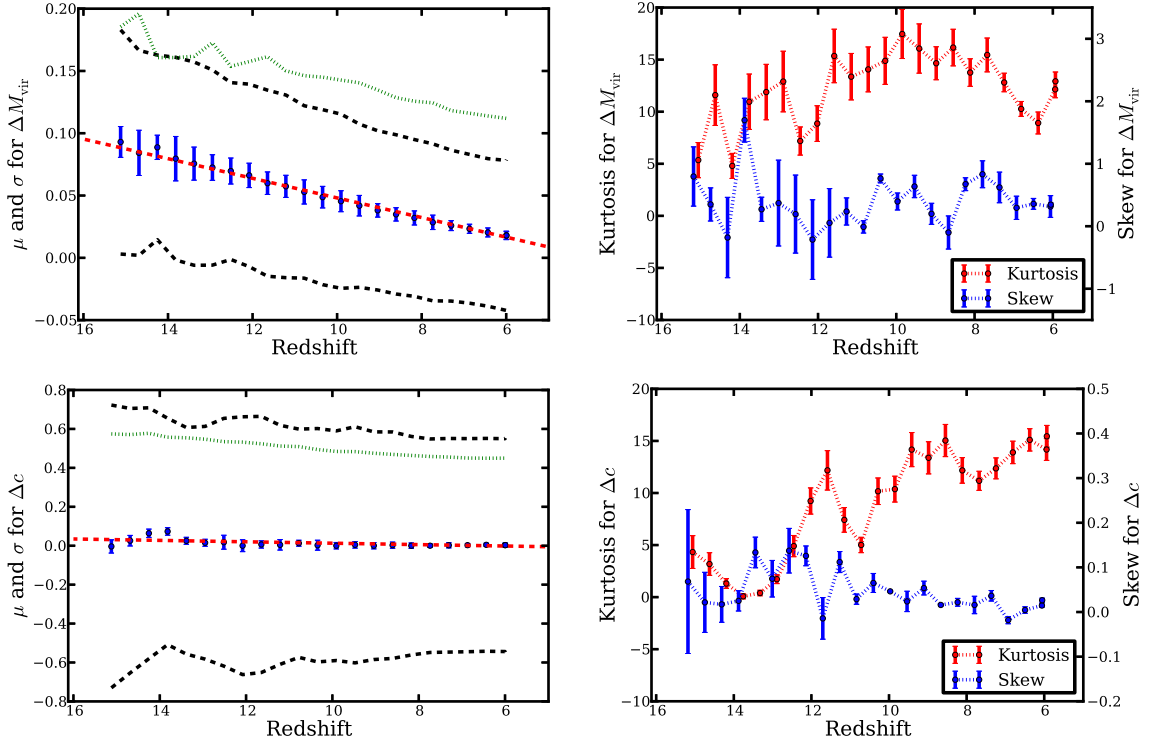 0.20
0.15
0.10
0.05
0.00
−0.05
μ and σ for ΔMvir
16 14 12 10 8 6
Redshift
20
15
10
5
0
−5
−10
Kurtosis for ΔMvir
3
2
1
0
−1
Skew for ΔMvir
Kurtosis
Skew
16 14 12 10 8 6
Redshift
0.8
0.6
0.4
0.2
0.0
−0.2
−0.4
−0.6
−0.8
μ and σ for Δc
16 14 12 10 8 6
Redshift
20
15
10
5
0
−5
−10
Kurtosis for Δc
0.5
0.4
0.3
0.2
0.1
0.0
−0.1
−0.2
Skew for Δc
Kurtosis
Skew
16 14 12 10 8 6
Redshift